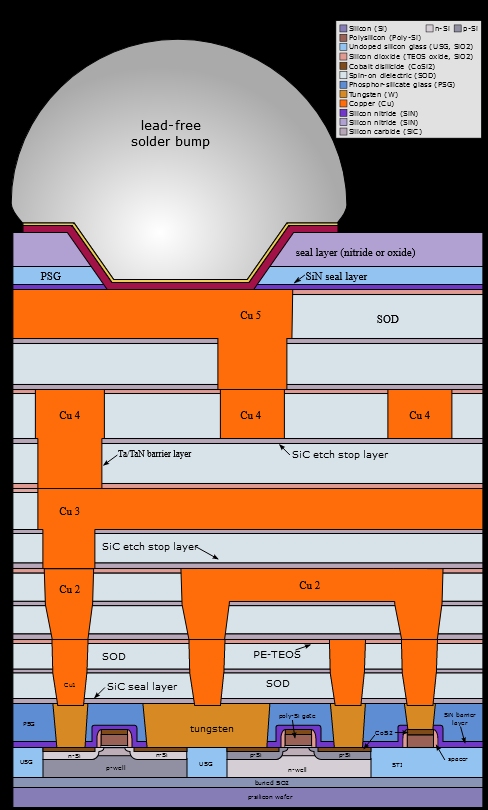 Silicon (Si) n-Si p-Si
Polysilicon (Poly-Si)
Undoped silicon glass (USG, SiO2)
Silicon dioxide (TEOS oxide, SiO2)
Cobalt disilicide (CoSi2)
Spin-on dielectric (SOD)
Phosphor-silicate glass (PSG)
Tungsten (W)
Copper (Cu)
Silicon nitride (SiN)
Silicon nitride (SiN)
Silicon carbide (SiC)
lead-free
solder bump
seal layer (nitride or oxide)
PSG
SiN seal layer
Cu 5
SOD
Cu 4
Cu 4
Cu 4
Ta/TaN barrier layer
SiC etch stop layer
Cu 3
SiC etch stop layer
Cu 2
Cu 2
SOD
PE-TEOS
Cu1
SiC seal layer
SOD
PSG
tungsten
poly-Si gate
SiN barrier
layer
CoSi2
spacer
n-Si
n-Si
p-Si
p-Si
USG
p-well
USG
n-well
STI
buried SiO2
p-silicon wafer